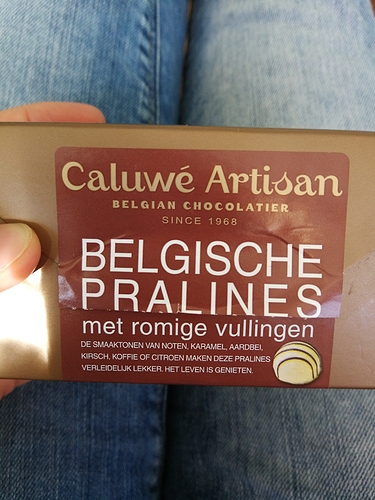 Caluwé Artisan
BELGIAN CHOCOLATIER
SINCE 1968
BELGISCHE
PRALINES
met romige vullingen
DE SMAAKTONEN VAN NOTEN, KARAMEL, AARDBEI,
KIRSCH, KOFFIE OF CITROEN MAKEN DEZE PRALINES
VERLEIDELIJK LEKKER. HET LEVEN IS GENIETEN.